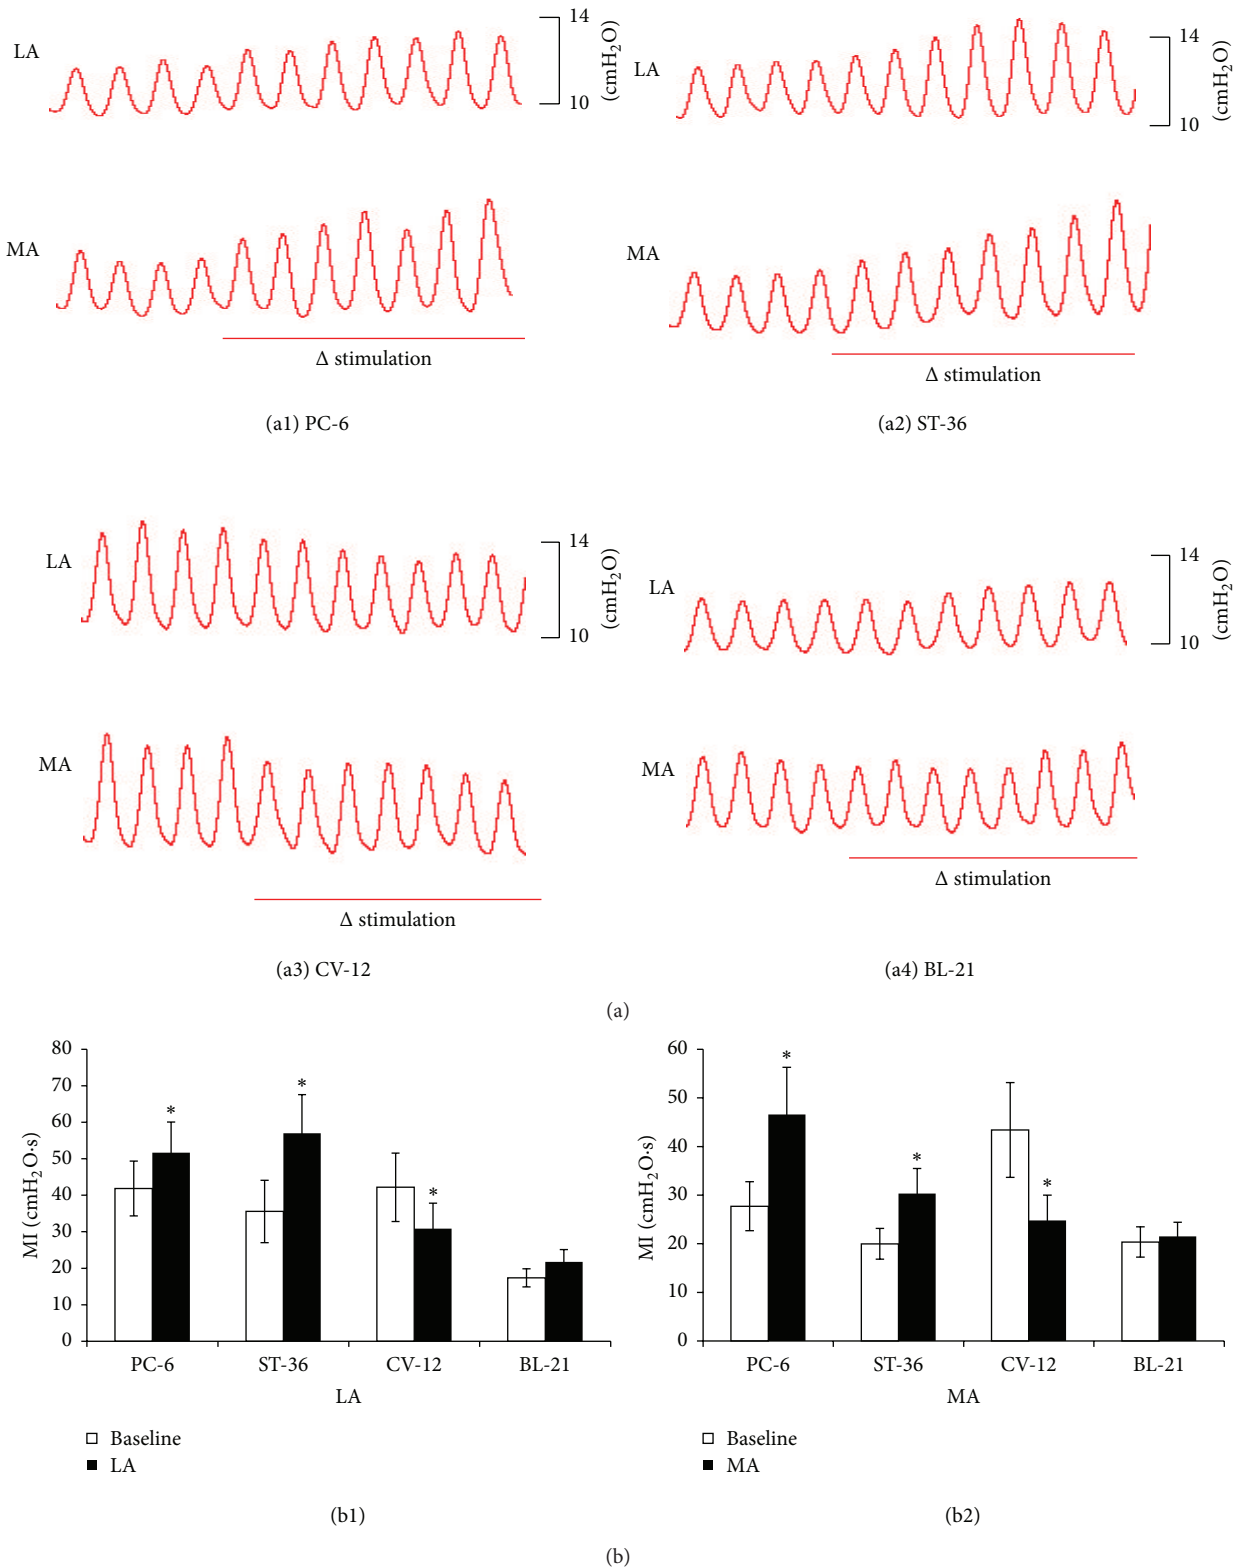 LA
14
10
(cmH₂O)
MA
Δ stimulation
(a1) PC-6
LA
14
10
(cmH₂O)
MA
Δ stimulation
(a2) ST-36
LA
14
10
(cmH₂O)
MA
Δ stimulation
(a3) CV-12
LA
14
10
(cmH₂O)
MA
Δ stimulation
(a4) BL-21
(a)
80
70
60
50
40
30
20
10
0
MI (cmH₂O·s)
*
*
*
PC-6 ST-36 CV-12 BL-21
LA
Baseline
LA
(b1)
60
50
40
30
20
10
0
MI (cmH₂O·s)
*
*
*
PC-6 ST-36 CV-12 BL-21
MA
Baseline
MA
(b2)
(b)